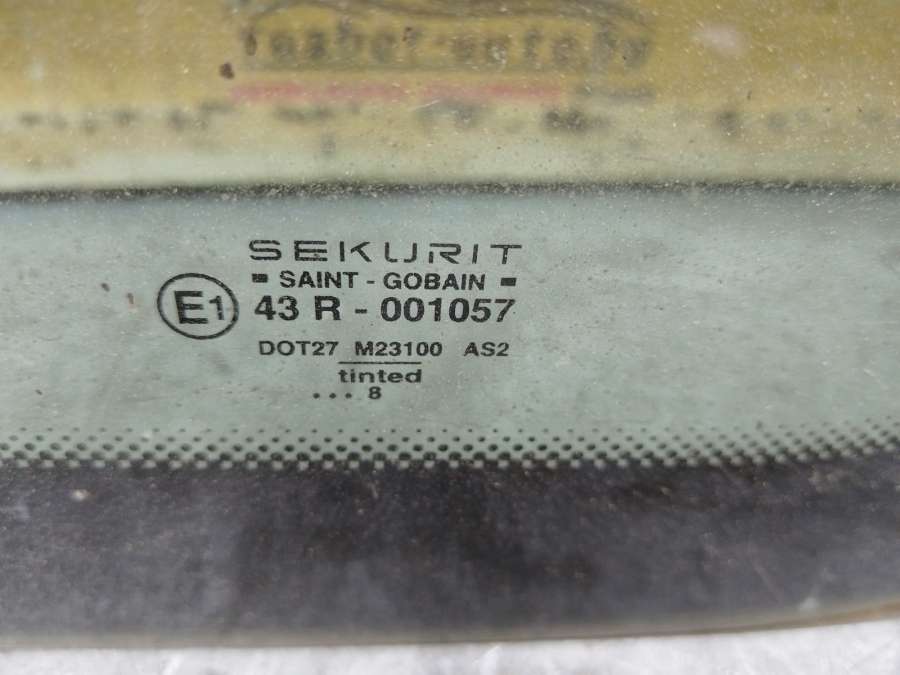 SEKURIT
SAINT - GOBAIN
E1
43 R - 001057
DOT27 M23100 AS2
tinted
... 8